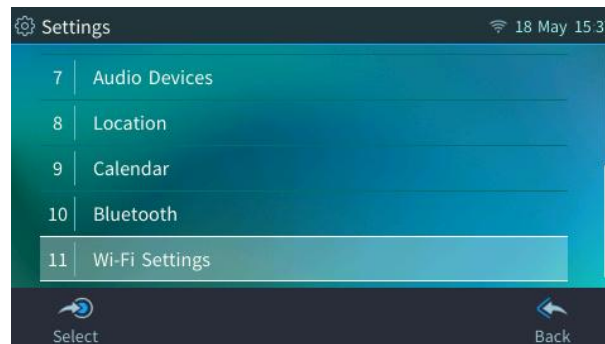 Settings 18 May 15:3
7 Audio Devices
8 Location
9 Calendar
10 Bluetooth
11 Wi-Fi Settings
Select Back